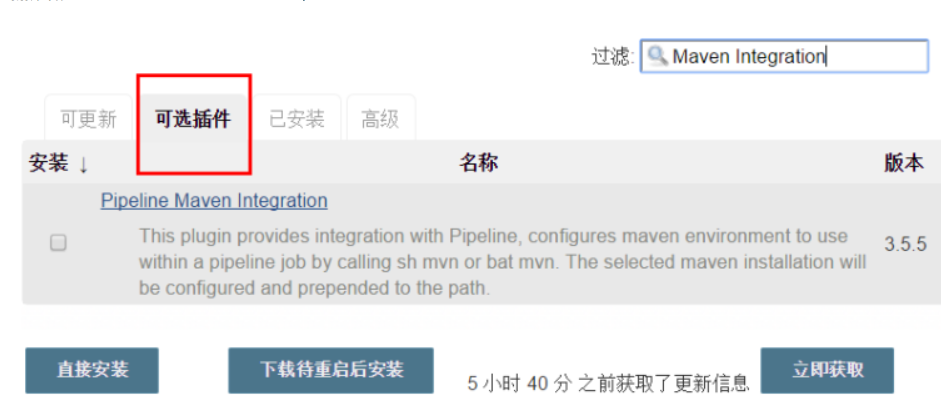 过滤: Maven Integration
可更新 可选插件 已安装 高级
安装 ↓ 名称 版本
Pipeline Maven Integration
This plugin provides integration with Pipeline, configures maven environment to use
within a pipeline job by calling sh mvn or bat mvn. The selected maven installation will
be configured and prepended to the path.
3.5.5
直接安装 下载待重启后安装 5 小时 40 分 之前获取了更新信息 立即获取